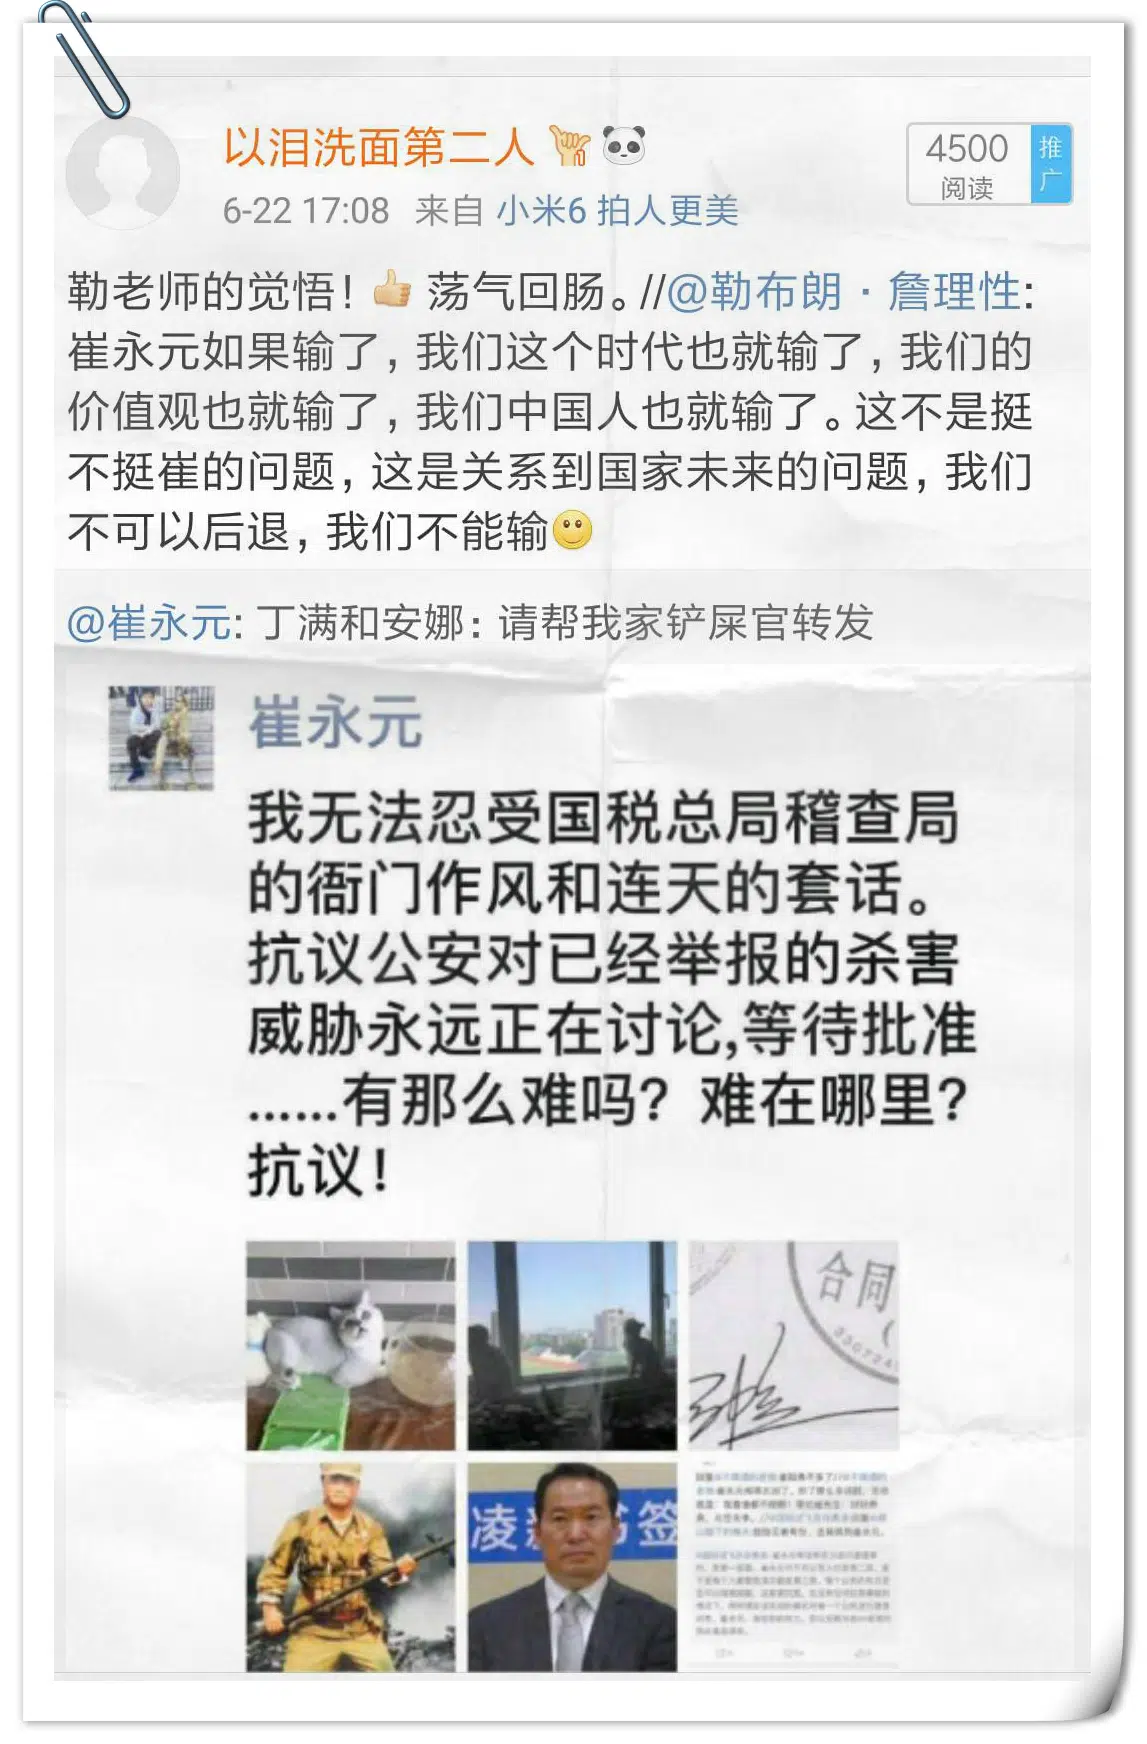 以泪洗面第二人
4500
阅读
推广
6-22 17:08 来自 小米6 拍人更美
勒老师的觉悟！荡气回肠。//@勒布朗·詹理性:
崔永元如果输了，我们这个时代也就输了，我们的
价值观也就输了，我们中国人也就输了。这不是挺
不挺崔的问题，这是关系到国家未来的问题，我们
不可以后退，我们不能输
@崔永元: 丁满和安娜：请帮我家铲屎官转发
崔永元
我无法忍受国税总局稽查局
的衙门作风和连天的套话。
抗议公安对已经举报的杀害
威胁永远正在讨论,等待批准
......有那么难吗？难在哪里？
抗议！
合同